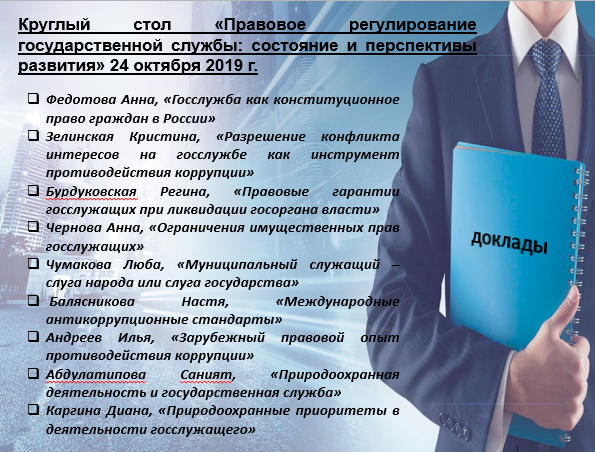 Круглый стол «Правовое регулирование
государственной службы: состояние и перспективы
развития» 24 октября 2019 г.
Федотова Анна, «Госслужба как конституционное
право граждан в России»
Зелинская Кристина, «Разрешение конфликта
интересов на госслужбе как инструмент
противодействия коррупции»
Бурдуковская Регина, «Правовые гарантии
госслужащих при ликвидации госоргана власти»
Чернова Анна, «Ограничения имущественных прав
госслужащих»
Чумакова Люба, «Муниципальный служащий –
слуга народа или слуга государства»
Балясникова Настя, «Международные
антикоррупционные стандарты»
Андреев Илья, «Зарубежный правовой опыт
противодействия коррупции»
Абдулатипова Саният, «Природоохранная
деятельность и государственная служба»
Каргина Диана, «Природоохранные приоритеты в
деятельности госслужащего»
доклады